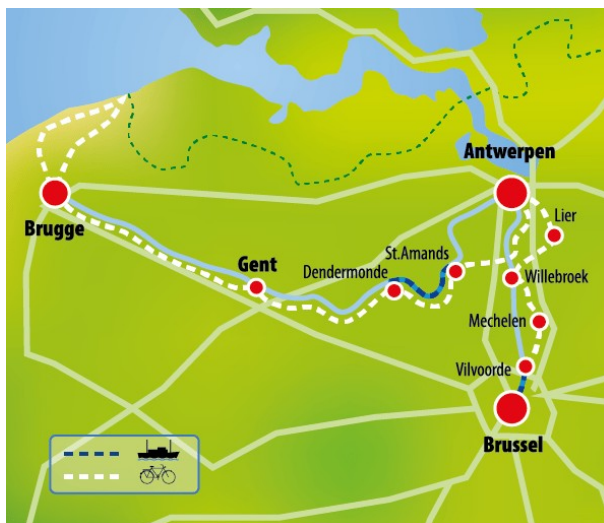 Antwerpen
Brugge
Lier
St.Amands
Gent
Dendermonde
Willebroek
Mechelen
Vilvoorde
Brussel